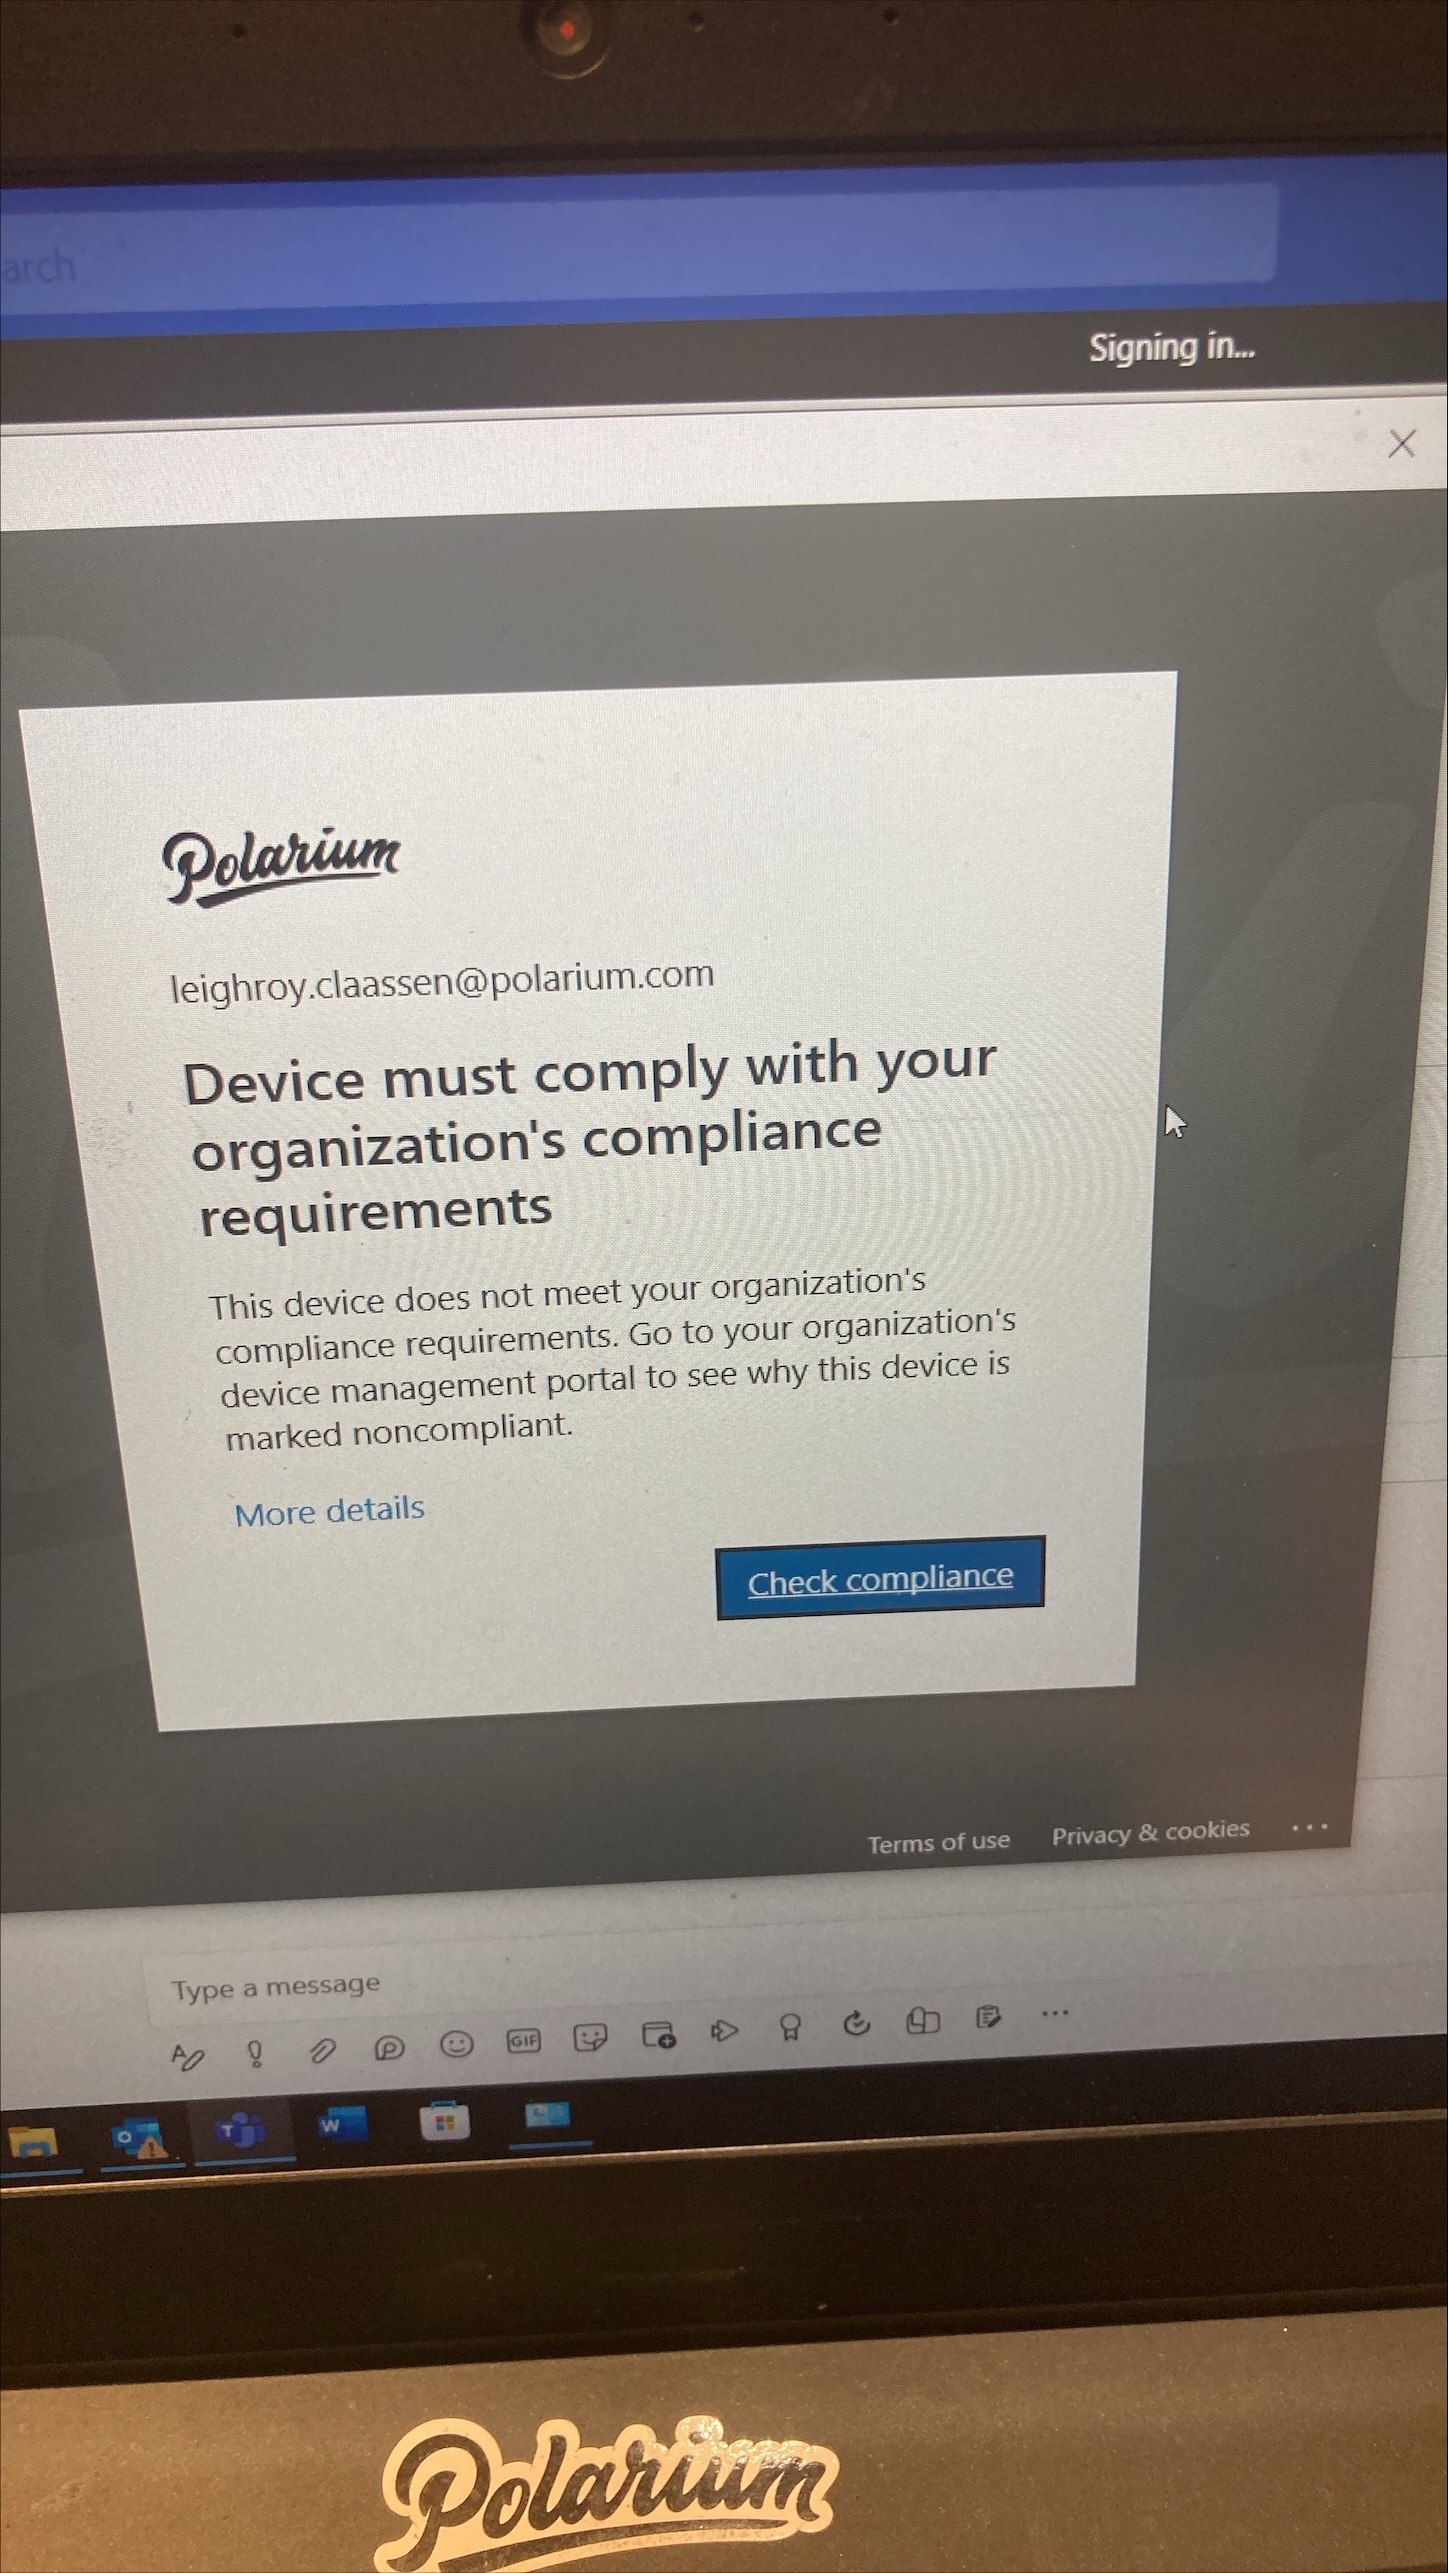 arch
Signing in...
Polarium
leighroy.claassen@polarium.com
Device must comply with your
organization's compliance
requirements
This device does not meet your organization's
compliance requirements. Go to your organization's
device management portal to see why this device is
marked noncompliant.
More details
Check compliance
Terms of use Privacy & cookies ...
Type a message
GIF
Polarium